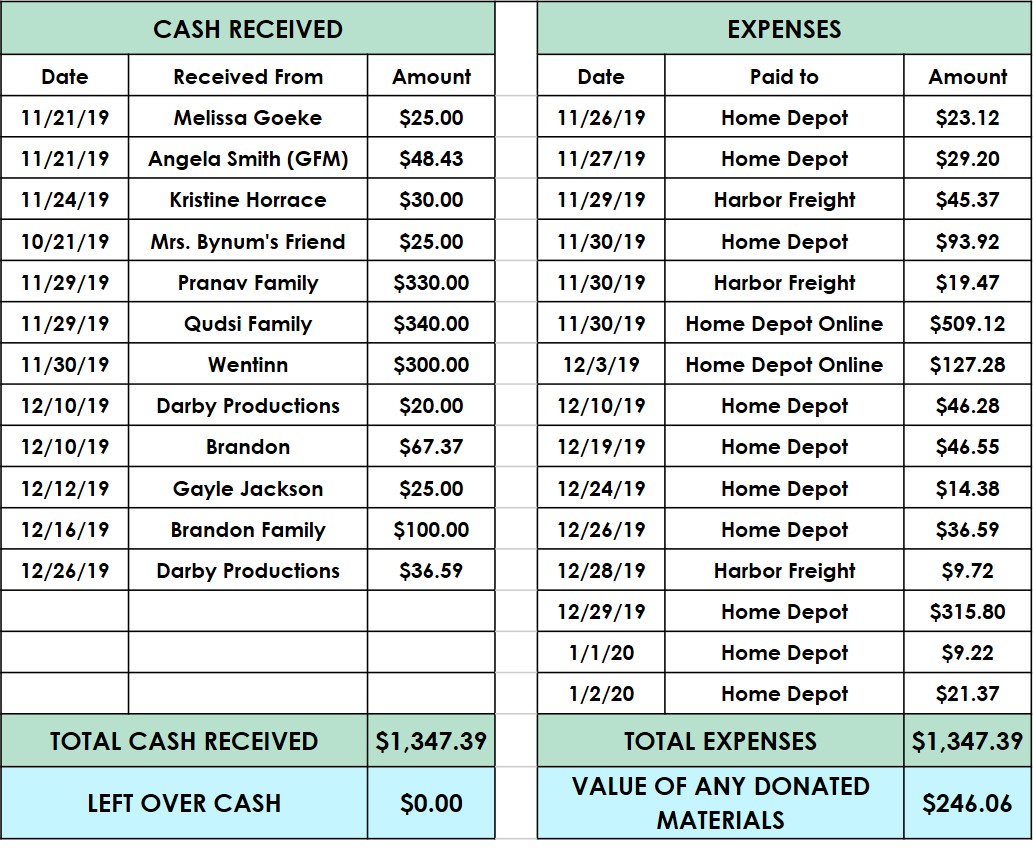 CASH RECEIVED EXPENSES
Date Received From Amount Date Paid to Amount
11/21/19 Melissa Goeke $25.00 11/26/19 Home Depot $23.12
11/21/19 Angela Smith (GFM) $48.43 11/27/19 Home Depot $29.20
11/24/19 Kristine Horrace $30.00 11/29/19 Harbor Freight $45.37
10/21/19 Mrs. Bynum's Friend $25.00 11/30/19 Home Depot $93.92
11/29/19 Pranav Family $330.00 11/30/19 Harbor Freight $19.47
11/29/19 Qudsi Family $340.00 11/30/19 Home Depot Online $509.12
11/30/19 Wentinn $300.00 12/3/19 Home Depot Online $127.28
12/10/19 Darby Productions $20.00 12/10/19 Home Depot $46.28
12/10/19 Brandon $67.37 12/19/19 Home Depot $46.55
12/12/19 Gayle Jackson $25.00 12/24/19 Home Depot $14.38
12/16/19 Brandon Family $100.00 12/26/19 Home Depot $36.59
12/26/19 Darby Productions $36.59 12/28/19 Harbor Freight $9.72
12/29/19 Home Depot $315.80
1/1/20 Home Depot $9.22
1/2/20 Home Depot $21.37
TOTAL CASH RECEIVED $1,347.39 TOTAL EXPENSES $1,347.39
LEFT OVER CASH $0.00 VALUE OF ANY DONATED
MATERIALS $246.06